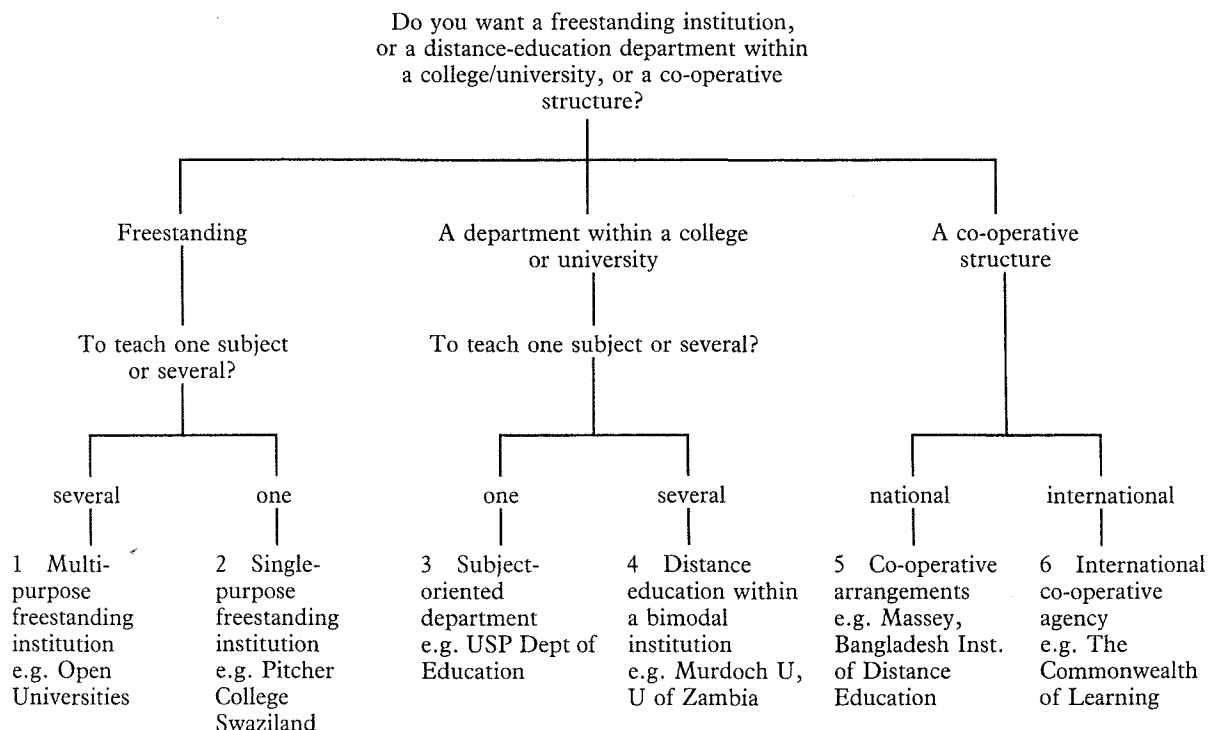 Do you want a freestanding institution,
or a distance-education department within
a college/university, or a co-operative
structure?
Freestanding
A department within a college
or university
A co-operative
structure
To teach one subject
or several?
To teach one subject or several?
several
one
one
several
national
international
1 Multi-
purpose
freestanding
institution
e.g. Open
Universities
2 Single-
purpose
freestanding
institution
e.g. Pitcher
College
Swaziland
3 Subject-
oriented
department
e.g. USP Dept of
Education
4 Distance
education within
a bimodal
institution
e.g. Murdoch U,
U of Zambia
5 Co-operative
arrangements
e.g. Massey,
Bangladesh Inst.
of Distance
Education
6 International
co-operative
agency
e.g. The
Commonwealth
of Learning